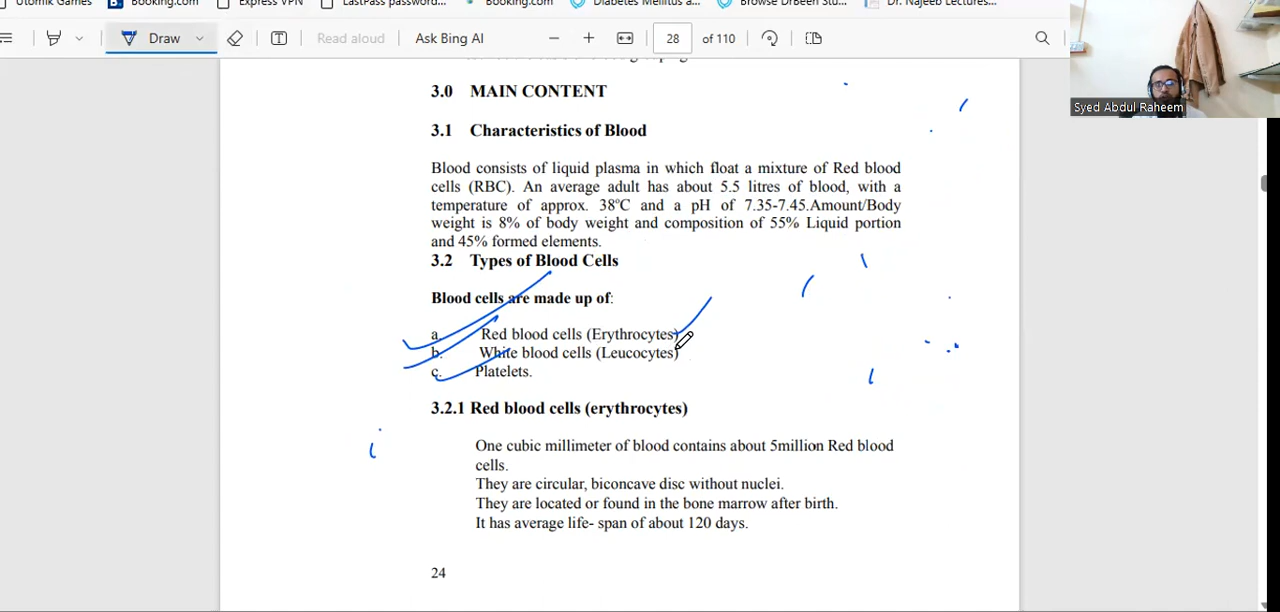 Utomik Games
Booking.com
Express VPN
LastPass password...
Booking.com
Diabetes Mellitus a...
Browse DrBeen Stu...
Dr. Najeeb Lectures...
Draw
Read aloud
Ask Bing AI
28
of 110
Syed Abdul Raheem
3.0 MAIN CONTENT
3.1 Characteristics of Blood
Blood consists of liquid plasma in which float a mixture of Red blood
cells (RBC). An average adult has about 5.5 litres of blood, with a
temperature of approx. 38°C and a pH of 7.35-7.45.Amount/Body
weight is 8% of body weight and composition of 55% Liquid portion
and 45% formed elements.
3.2 Types of Blood Cells
Blood cells are made up of:
a. Red blood cells (Erythrocytes)
b. White blood cells (Leucocytes)
c. Platelets.
3.2.1 Red blood cells (erythrocytes)
One cubic millimeter of blood contains about 5million Red blood
cells.
They are circular, biconcave disc without nuclei.
They are located or found in the bone marrow after birth.
It has average life- span of about 120 days.
24